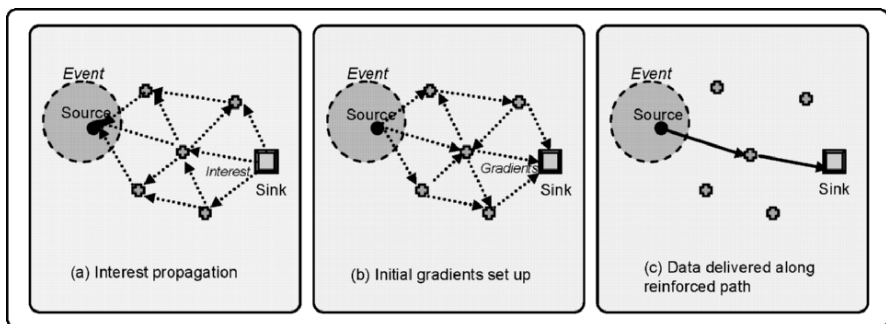 Event
Source
Interest
Sink
(a) Interest propagation
Event
Source
Gradients
Sink
(b) Initial gradients set up
Event
Source
Sink
(c) Data delivered along
reinforced path